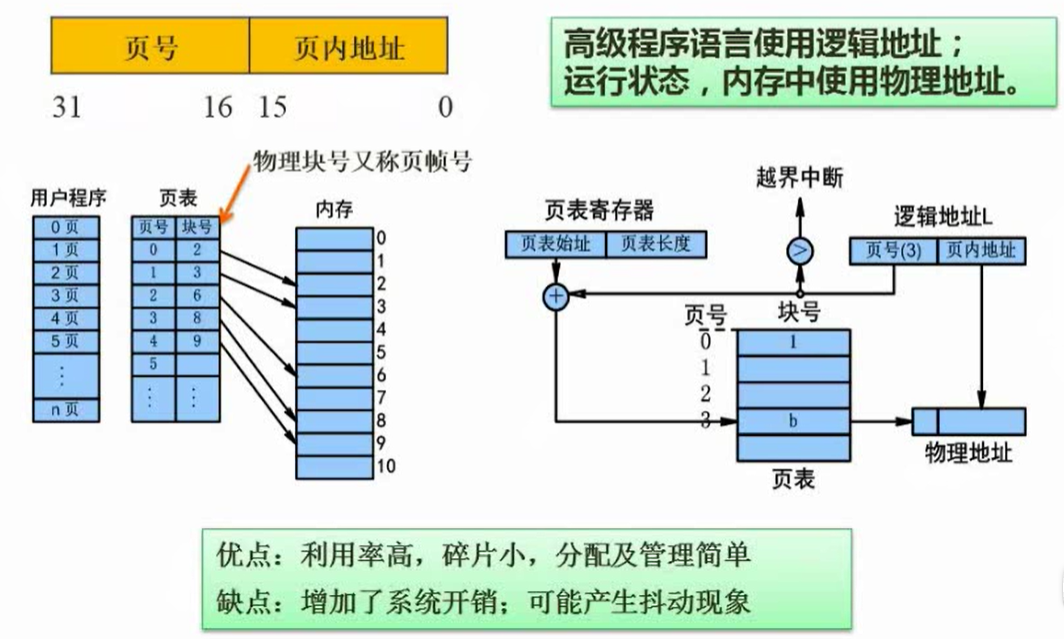 页号 页内地址
31 16 15 0
高级程序语言使用逻辑地址；
运行状态，内存中使用物理地址。
物理块号又称页帧号
用户程序
0 页
1 页
2 页
3 页
4 页
5 页
⋮
n 页
页表
页号 块号
0 2
1 3
2 6
3 8
4 9
5
⋮ ⋮
内存
0
1
2
3
4
5
6
7
8
9
10
越界中断
页表寄存器
页表始址 页表长度
逻辑地址L
页号(3) 页内地址
>
+
页号 块号
0 1
1
2
3 b
页表
物理地址
优点：利用率高，碎片小，分配及管理简单
缺点：增加了系统开销；可能产生抖动现象